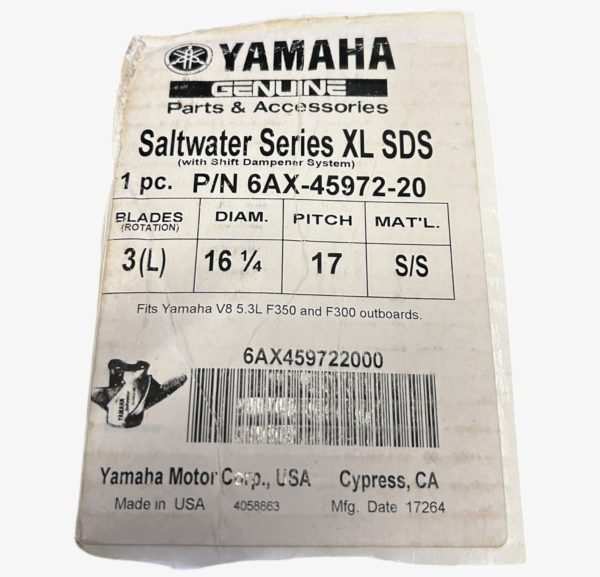 YAMAHA
GENUINE
Parts & Accessories
Saltwater Series XL SDS
(with Shift Dampener System)
1 pc. P/N 6AX-45972-20
BLADES DIAM. PITCH MAT'L.
(ROTATION)
3(L) 16 ¼ 17 S/S
Fits Yamaha V8 5.3L F350 and F300 outboards.
6AX459722000
YAMAHA
Yamaha Motor Corp., USA Cypress, CA
Made in USA 4058863 Mfg. Date 17264